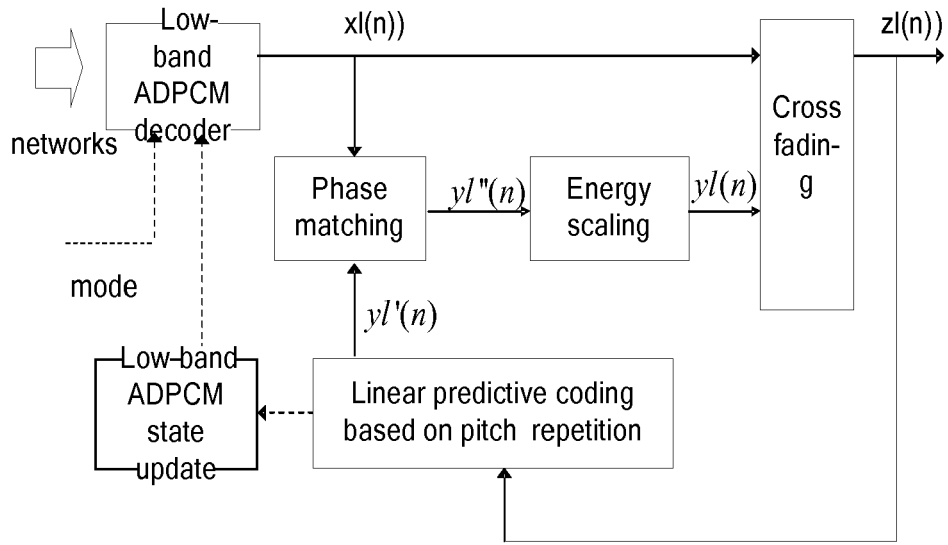 Low-
band
ADPCM
decoder
xl(n))
zl(n))
networks
Cross
fadin-
g
Phase
matching
yl"(n)
Energy
scaling
yl(n)
mode
yl'(n)
Low-band
ADPCM
state
update
Linear predictive coding
based on pitch repetition